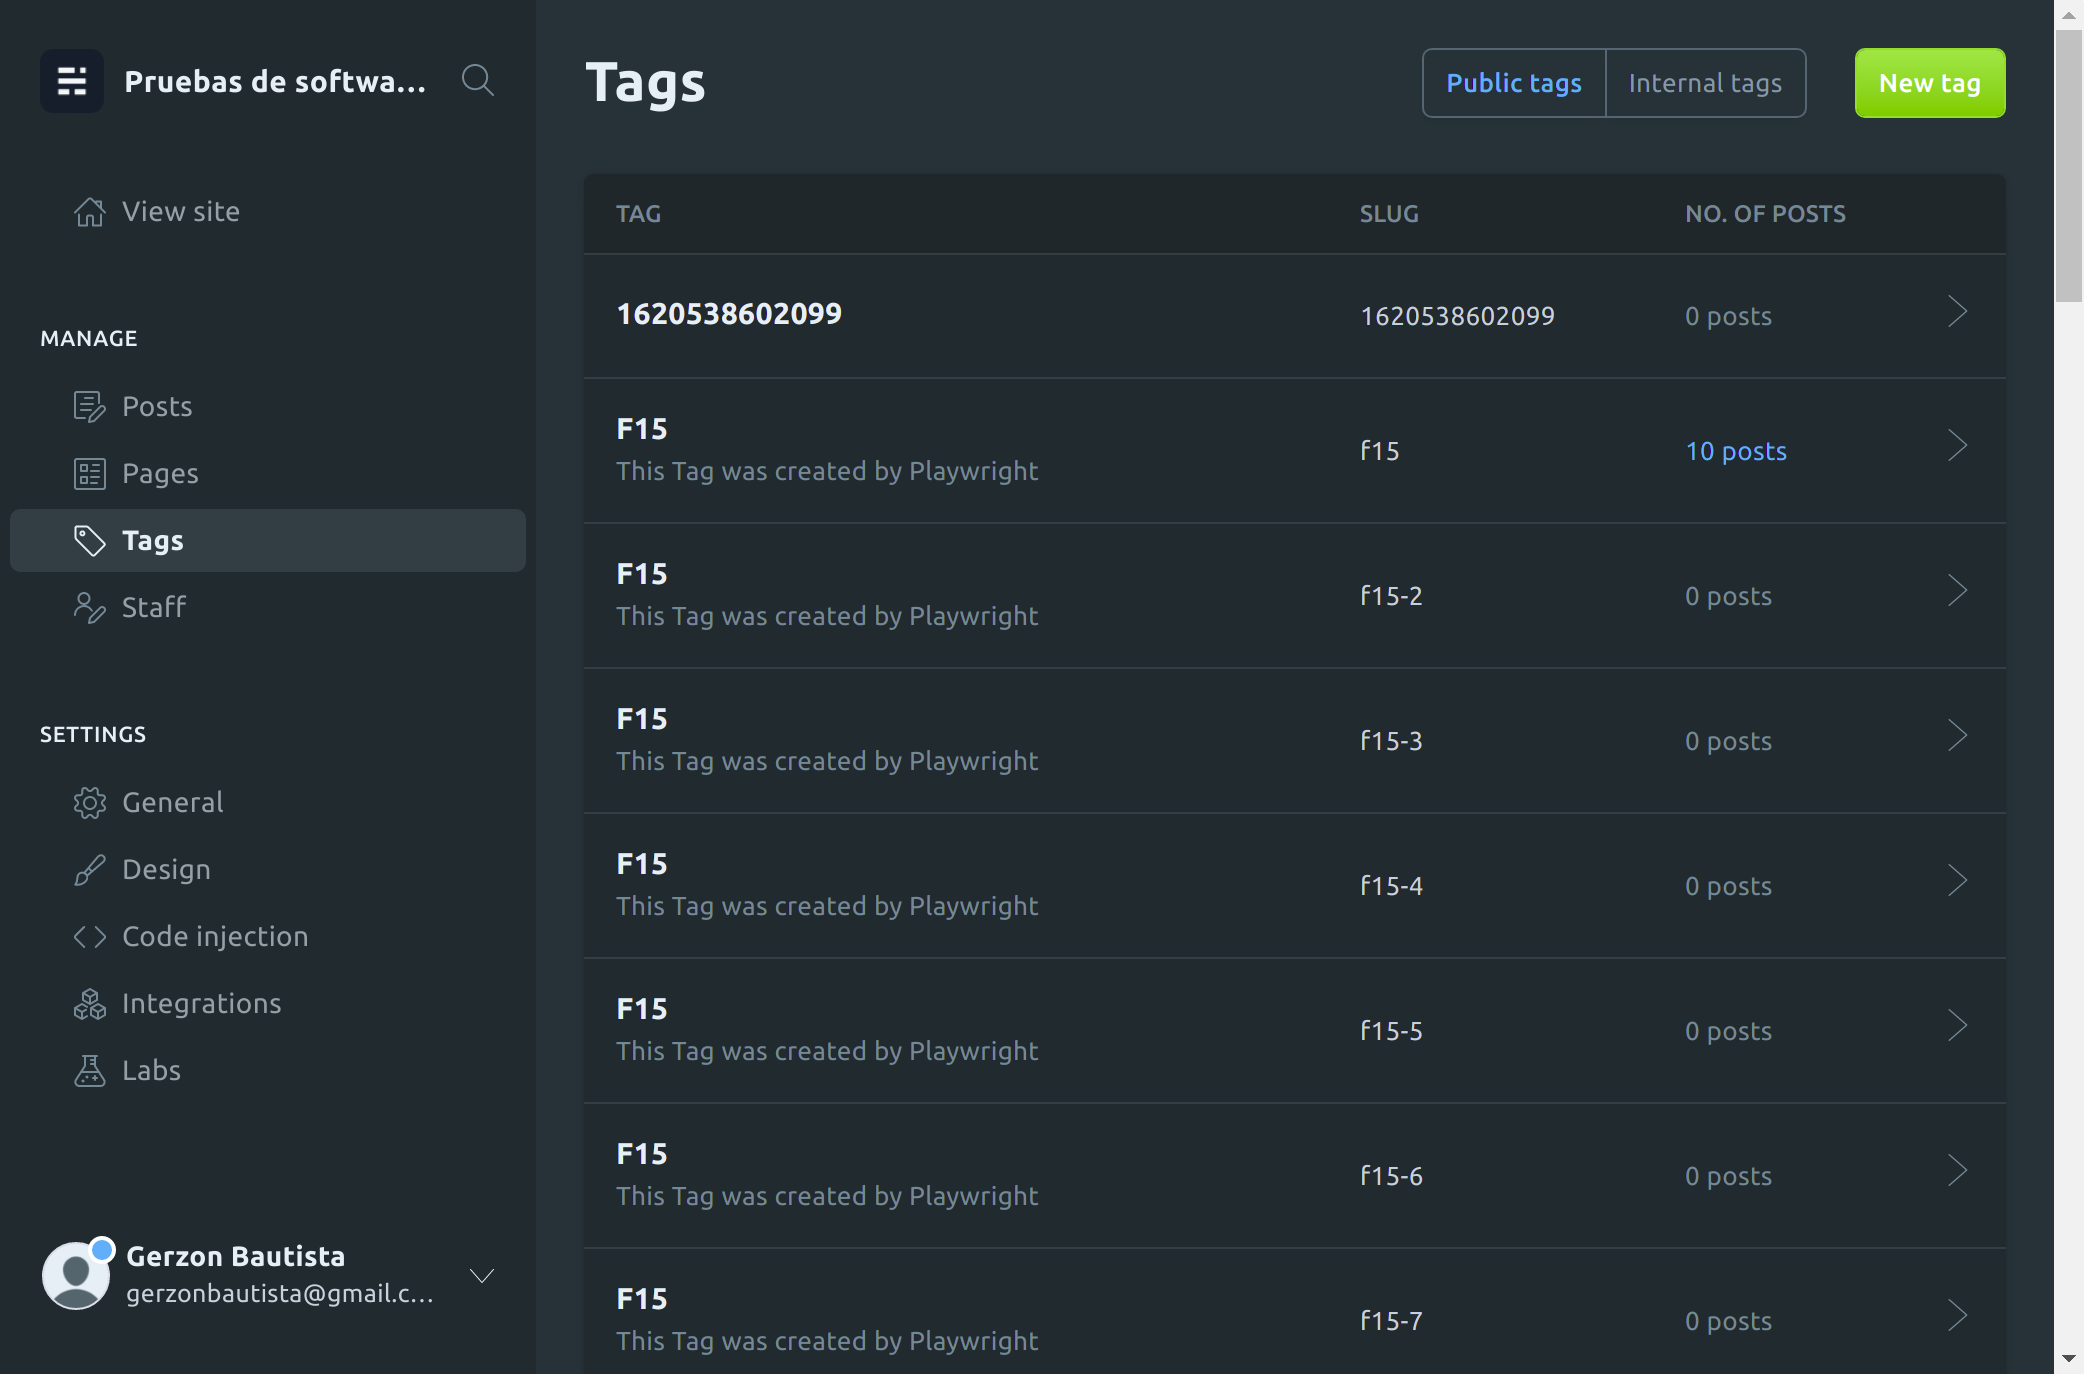 Pruebas de softwa...
View site
MANAGE
Posts
Pages
Tags
Staff
SETTINGS
General
Design
Code injection
Integrations
Labs
Gerzon Bautista
gerzonbautista@gmail.c...
Tags
Public tags Internal tags
New tag
TAG SLUG NO. OF POSTS
1620538602099 1620538602099 0 posts
F15
This Tag was created by Playwright
f15 10 posts
F15
This Tag was created by Playwright
f15-2 0 posts
F15
This Tag was created by Playwright
f15-3 0 posts
F15
This Tag was created by Playwright
f15-4 0 posts
F15
This Tag was created by Playwright
f15-5 0 posts
F15
This Tag was created by Playwright
f15-6 0 posts
F15
This Tag was created by Playwright
f15-7 0 posts